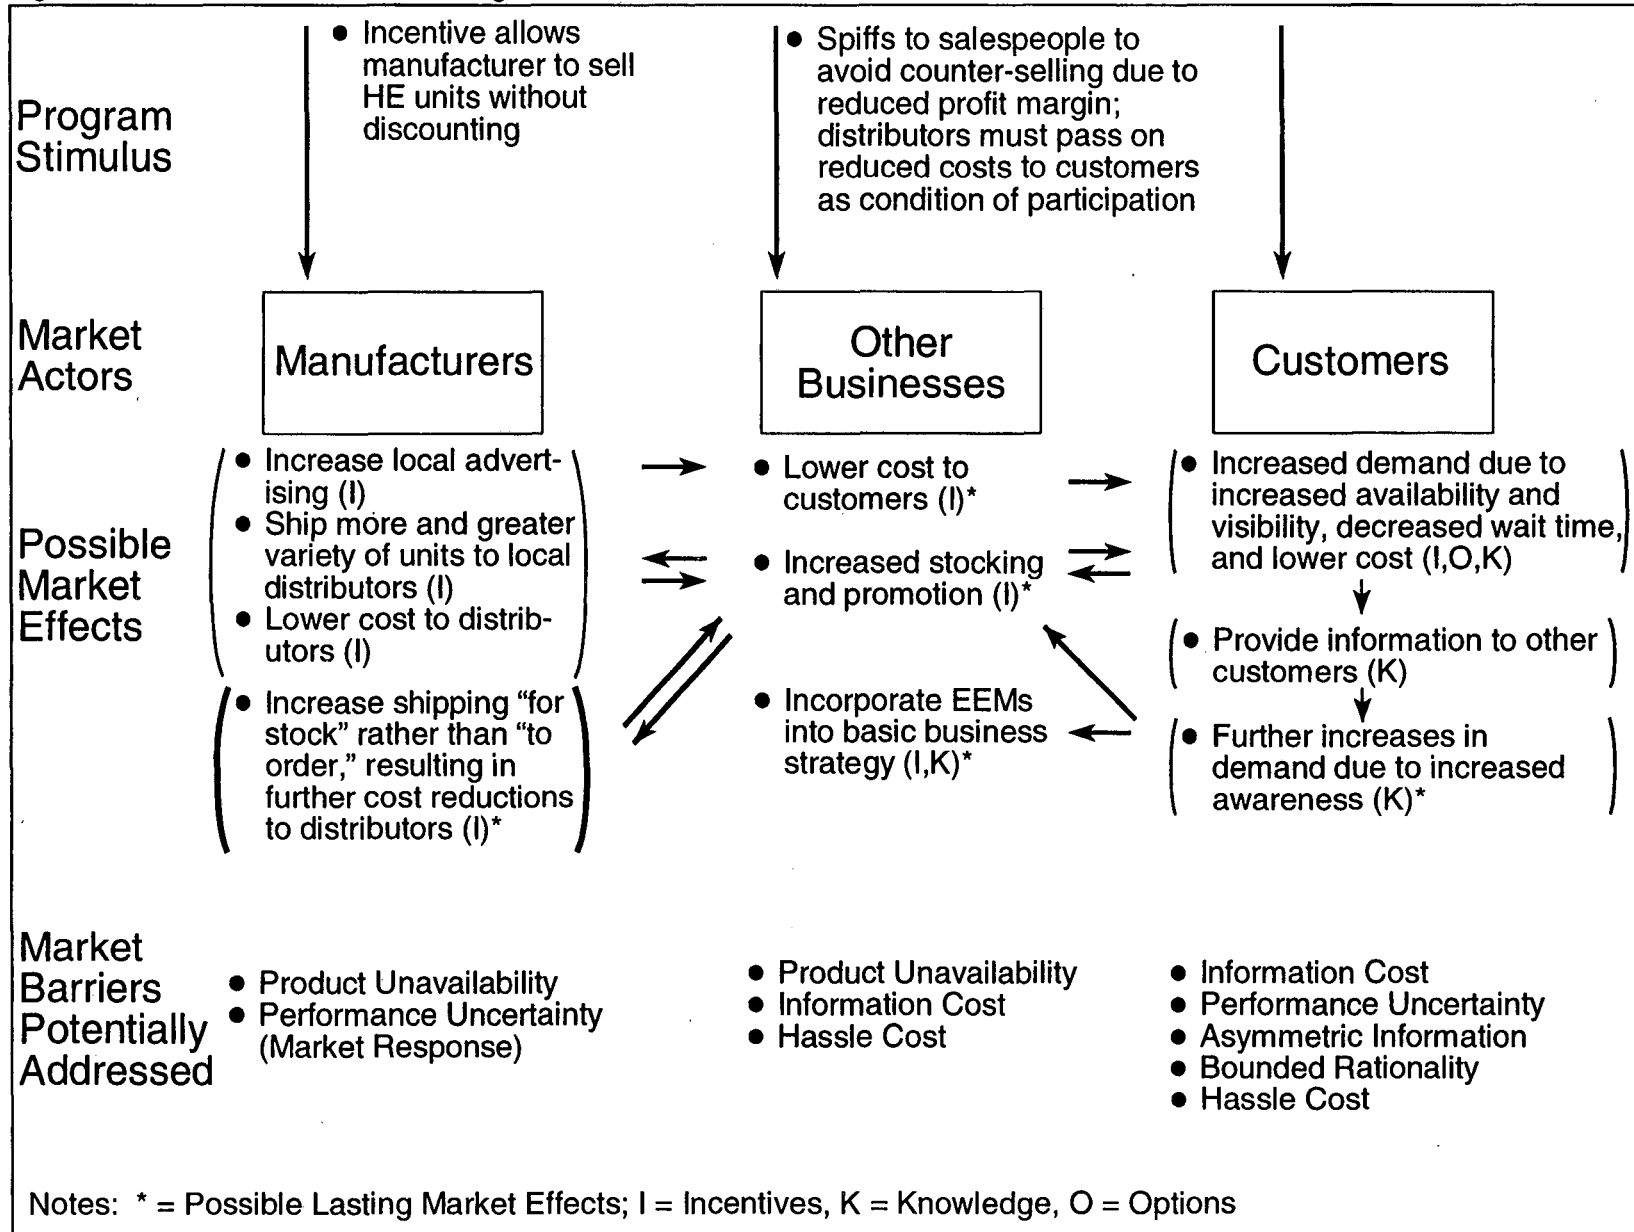 Program
Stimulus
● Incentive allows
manufacturer to sell
HE units without
discounting
● Spiffs to salespeople to
avoid counter-selling due to
reduced profit margin;
distributors must pass on
reduced costs to customers
as condition of participation
Market
Actors
Manufacturers
Other
Businesses
Customers
Possible
Market
Effects
● Increase local advert-
ising (I)
● Ship more and greater
variety of units to local
distributors (I)
● Lower cost to distrib-
utors (I)
● Increase shipping “for
stock” rather than “to
order,” resulting in
further cost reductions
to distributors (I)*
● Lower cost to
customers (I)*
● Increased stocking
and promotion (I)*
● Incorporate EEMs
into basic business
strategy (I,K)*
● Increased demand due to
increased availability and
visibility, decreased wait time,
and lower cost (I,O,K)
● Provide information to other
customers (K)
● Further increases in
demand due to increased
awareness (K)*
Market
Barriers
Potentially
Addressed
● Product Unavailability
● Performance Uncertainty
(Market Response)
● Product Unavailability
● Information Cost
● Hassle Cost
● Information Cost
● Performance Uncertainty
● Asymmetric Information
● Bounded Rationality
● Hassle Cost
Notes: * = Possible Lasting Market Effects; I = Incentives, K = Knowledge, O = Options